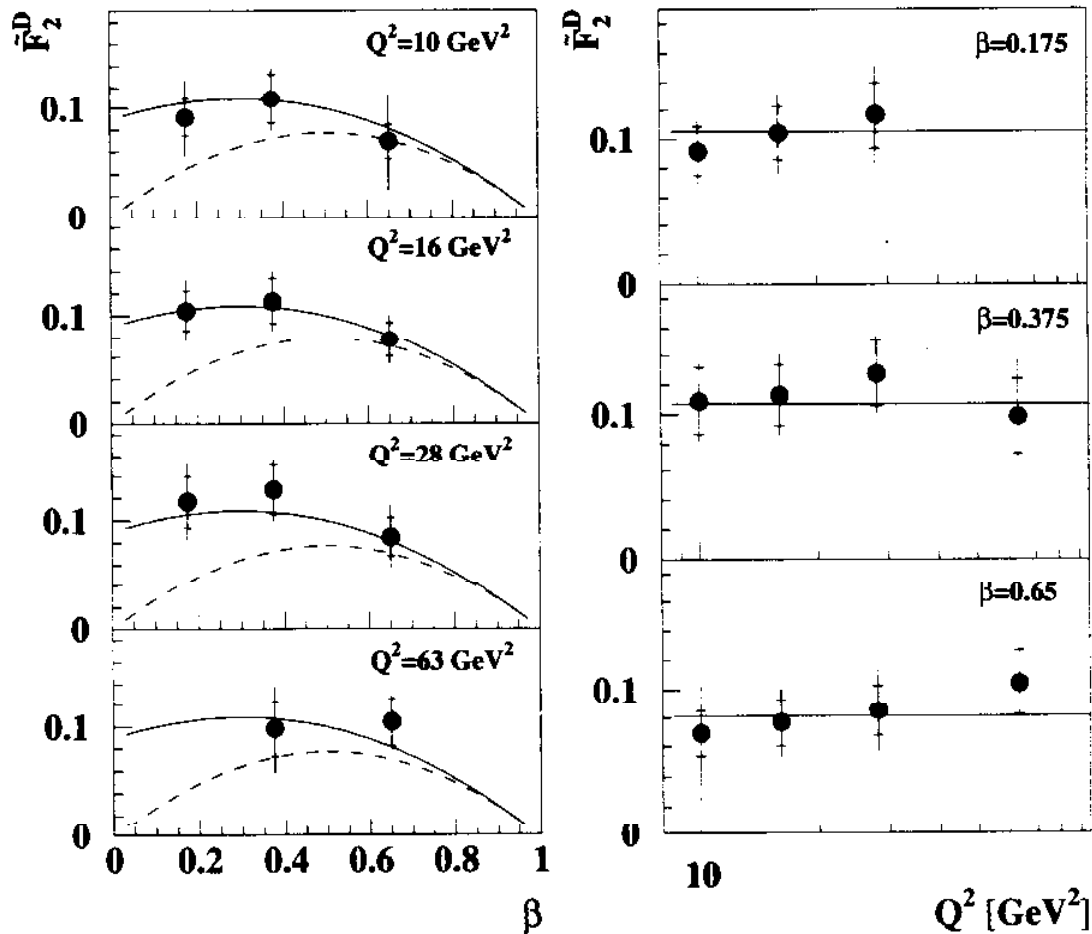 F̃₂ᴰ
Q²=10 GeV²
0.1
0
Q²=16 GeV²
0.1
0
Q²=28 GeV²
0.1
0
Q²=63 GeV²
0.1
0
0 0.2 0.4 0.6 0.8 1
β
F̃₂ᴰ
β=0.175
0.1
0
β=0.375
0.1
0
β=0.65
0.1
0
10
Q² [GeV²]